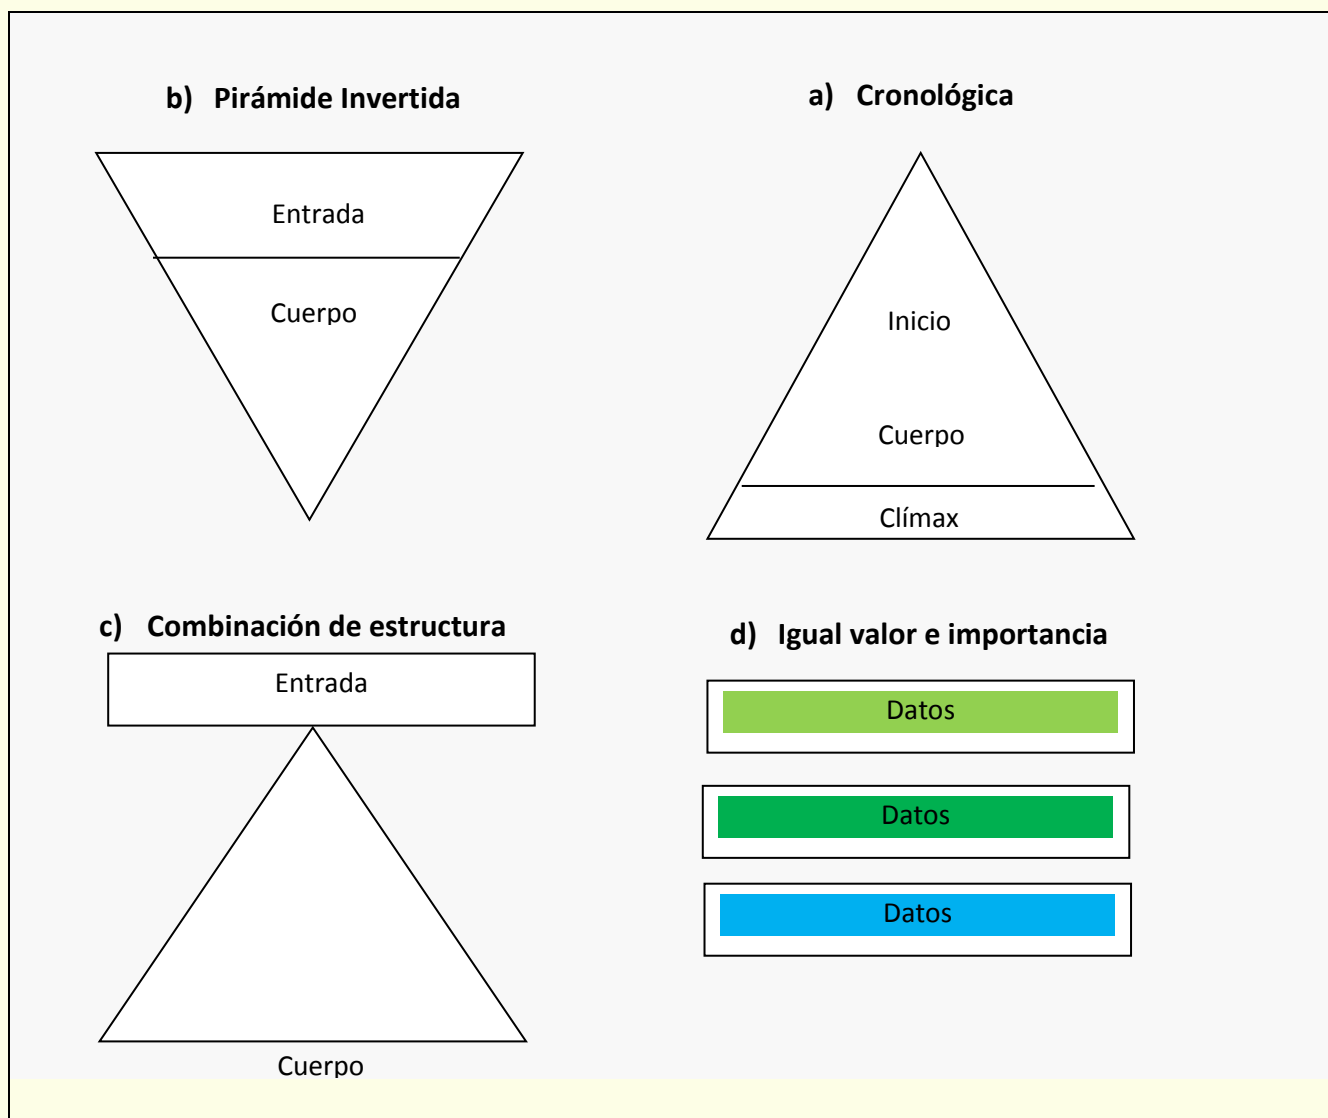 b) Pirámide Invertida
Entrada
Cuerpo
a) Cronológica
Inicio
Cuerpo
Clímax
c) Combinación de estructura
Entrada
Cuerpo
d) Igual valor e importancia
Datos
Datos
Datos